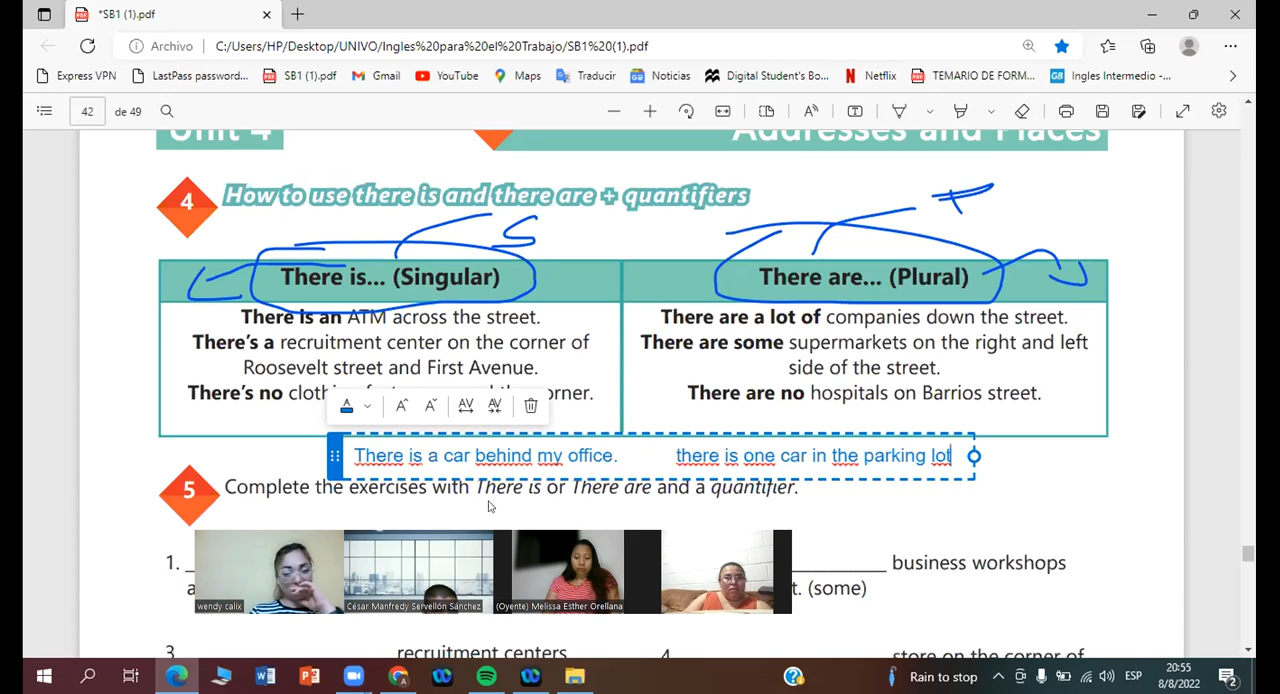 *SB1 (1).pdf
Archivo C:/Users/HP/Desktop/UNIVO/Ingles%20para%20el%20Trabajo/SB1%20(1).pdf
Express VPN LastPass password... SB1 (1).pdf Gmail YouTube Maps Traducir Noticias Digital Student's Bo... Netflix TEMARIO DE FORM... Ingles Intermedio -...
42 de 49
Unit 4 Addresses and Places
4 How to use there is and there are + quantifiers
S
There is... (Singular) There are... (Plural)
There is an ATM across the street. There are a lot of companies down the street.
There's a recruitment center on the corner of There are some supermarkets on the right and left
Roosevelt street and First Avenue. side of the street.
There's no orner. There are no hospitals on Barrios street.
There is a car behind my office. there is one car in the parking lot
5 Complete the exercises with There is or There are and a quantifier.
1. business workshops
t. (some)
wendy calix César Manfredy Servellón Sánchez (Oyente) Melissa Esther Orellana
3 recruitment centers 4 store on the corner of
Rain to stop ESP 20:55
8/8/2022
2